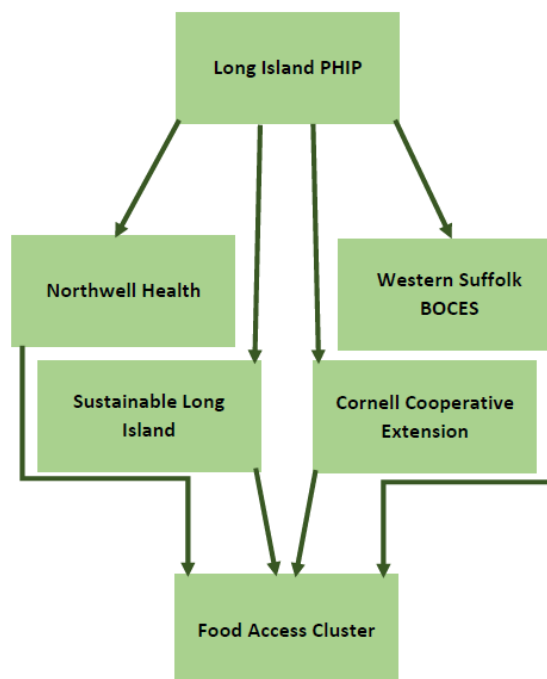 Long Island PHIP
Northwell Health
Western Suffolk
BOCES
Sustainable Long
Island
Cornell Cooperative
Extension
Food Access Cluster